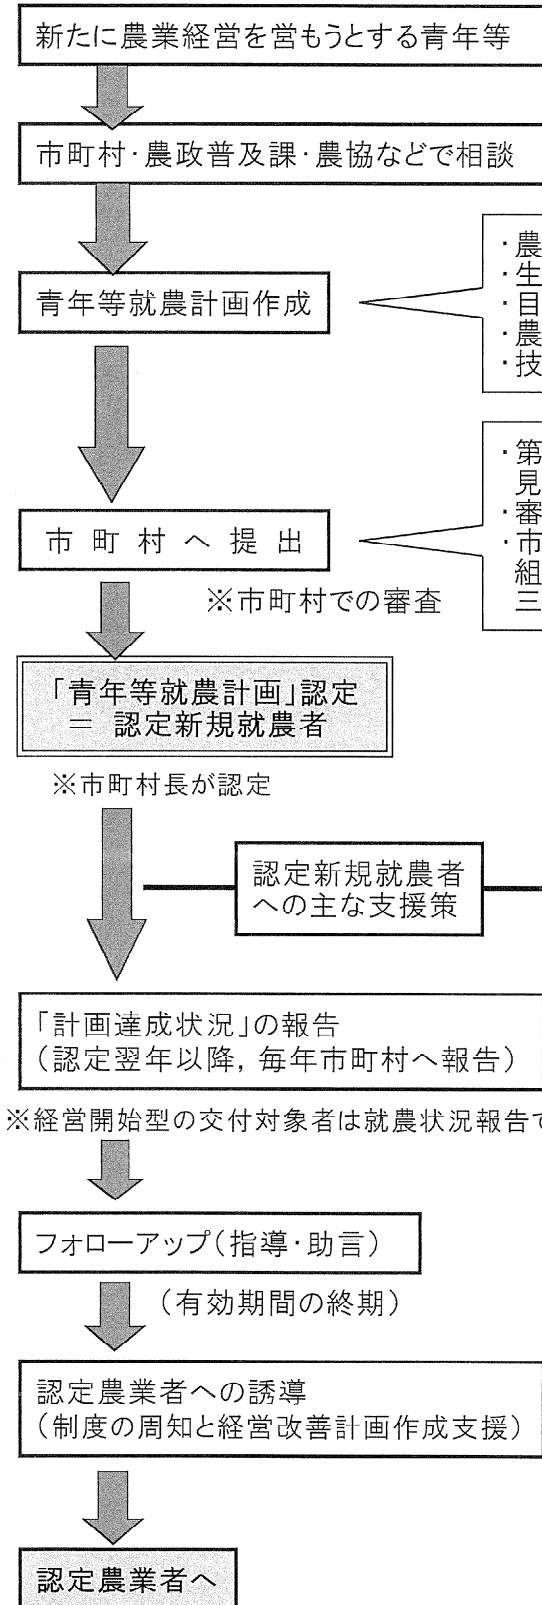 新たに農業経営を営もうとする青年等
市町村・農政普及課・農協などで相談
青年等就農計画作成
・農
・生
・目
・農
・技
市町村へ提出
・第
見
・審
・市
組
三
※市町村での審査
「青年等就農計画」認定
＝ 認定新規就農者
※市町村長が認定
認定新規就農者
への主な支援策
「計画達成状況」の報告
（認定翌年以降，毎年市町村へ報告）
※経営開始型の交付対象者は就農状況報告で
フォローアップ（指導・助言）
（有効期間の終期）
認定農業者への誘導
（制度の周知と経営改善計画作成支援）
認定農業者へ